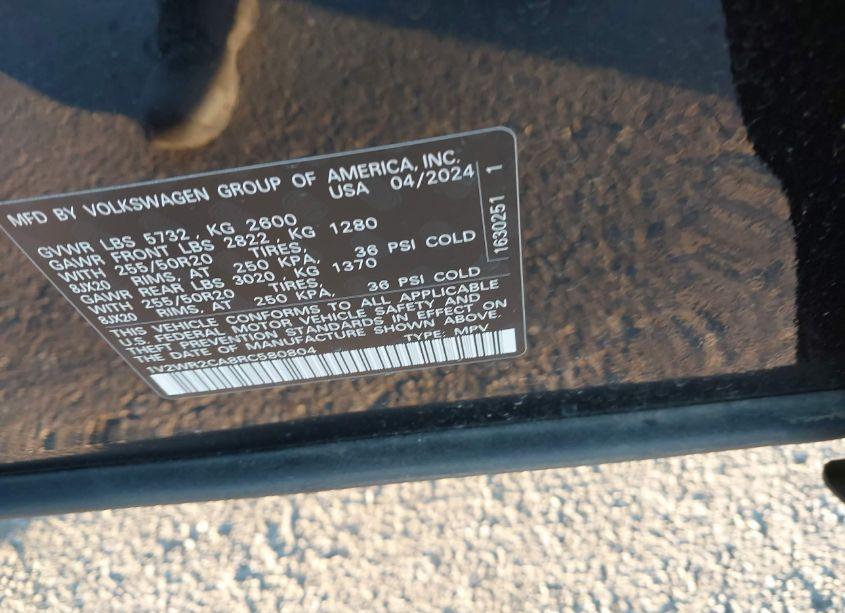 MFD BY VOLKSWAGEN GROUP OF AMERICA, INC.
USA 04/2024
GVWR LBS 5732 , KG 2600
GAWR FRONT LBS 2822 , KG 1280
WITH 255/50R20 TIRES,
8JX20 RIMS, AT 250 KPA, 36 PSI COLD
GAWR REAR LBS 3020 , KG 1370
WITH 255/50R20 TIRES,
8JX20 RIMS, AT 250 KPA, 36 PSI COLD
THIS VEHICLE CONFORMS TO ALL APPLICABLE
U.S. FEDERAL MOTOR VEHICLE SAFETY AND
THEFT PREVENTION STANDARDS IN EFFECT ON
THE DATE OF MANUFACTURE SHOWN ABOVE.
1V2WR2CA8RC580804 TYPE: MPV
1630251 1